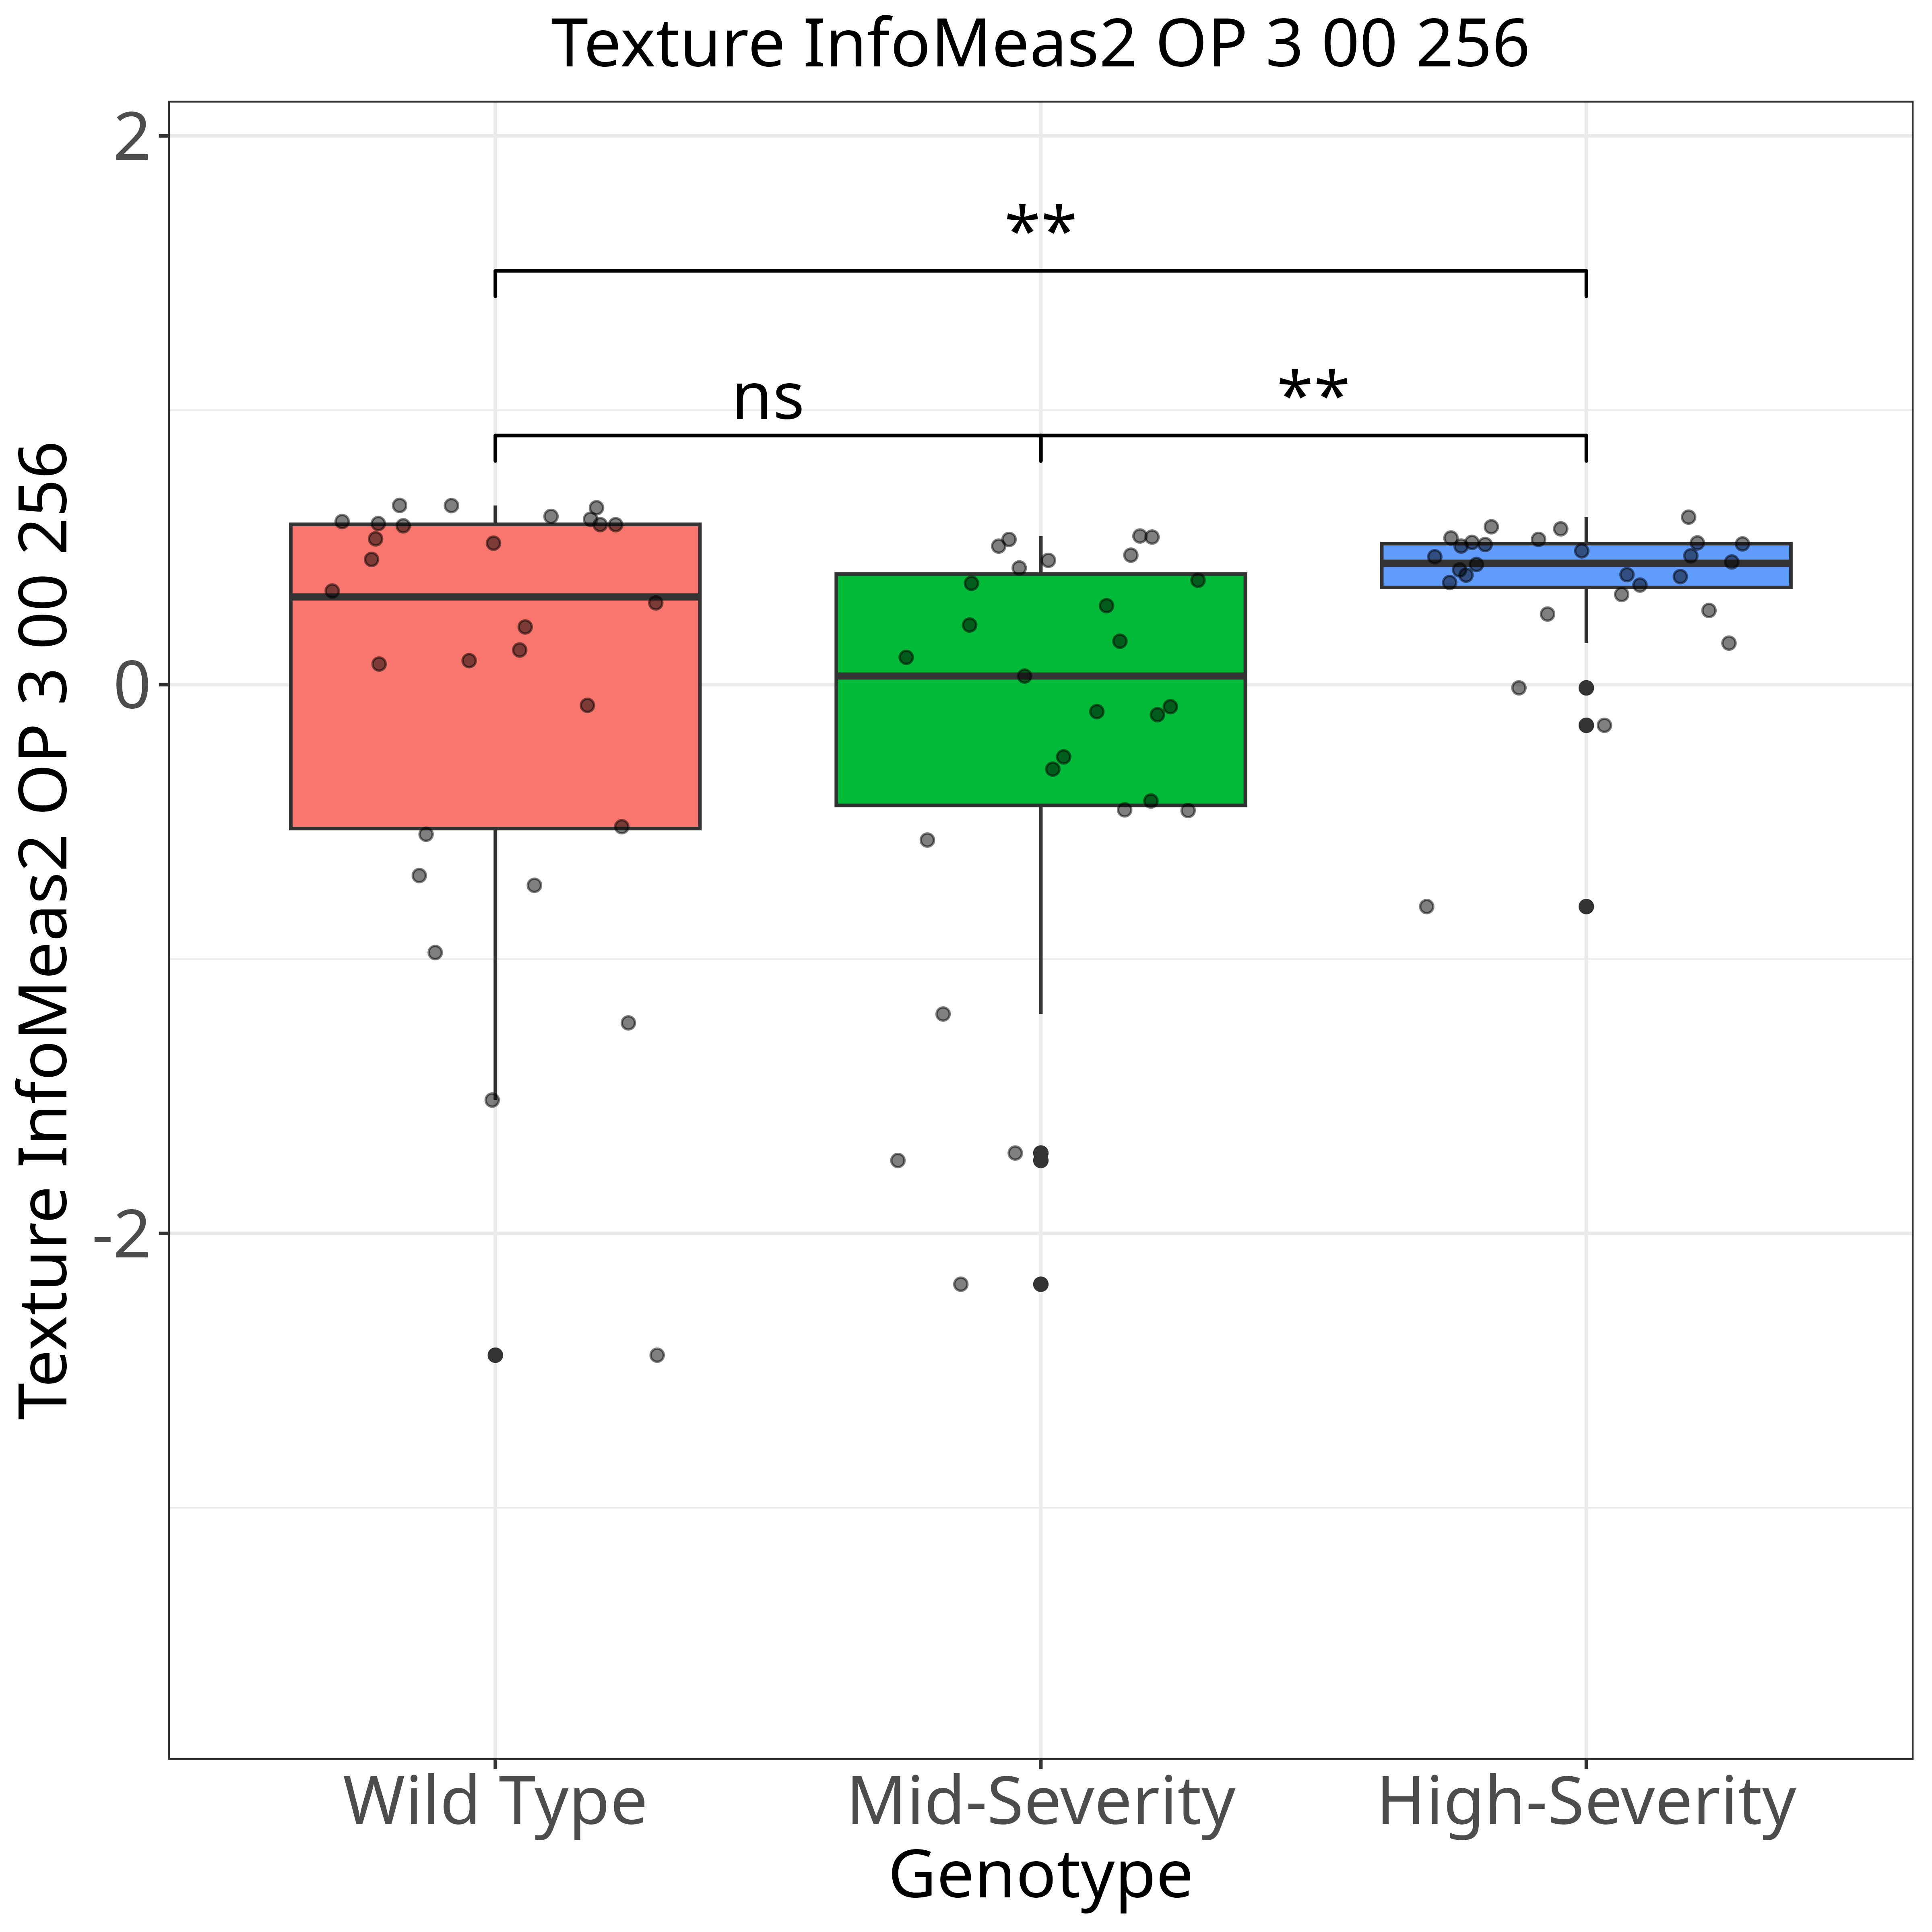 Texture InfoMeas2 OP 3 00 256
Texture InfoMeas2 OP 3 00 256
2
0
-2
**
ns
**
Wild Type
Mid-Severity
High-Severity
Genotype